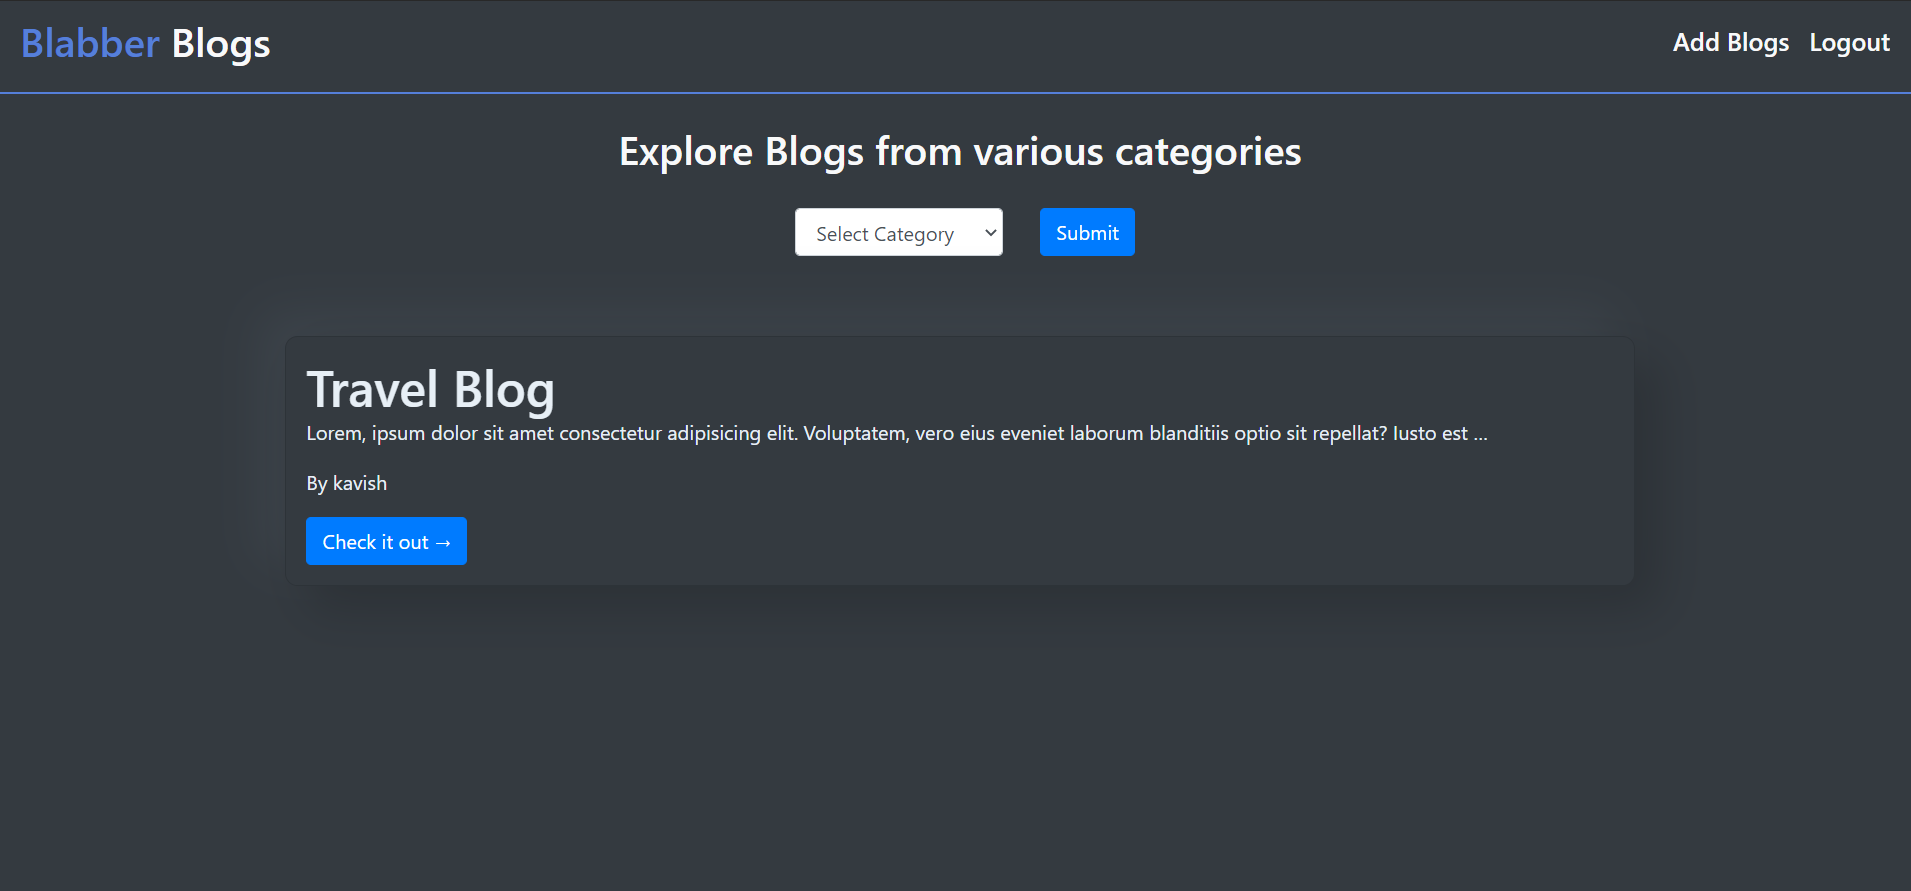 Blabber Blogs
Add Blogs Logout
Explore Blogs from various categories
Select Category
Submit
Travel Blog
Lorem, ipsum dolor sit amet consectetur adipisicing elit. Voluptatem, vero eius eveniet laborum blanditiis optio sit repellat? Iusto est ...
By kavish
Check it out →